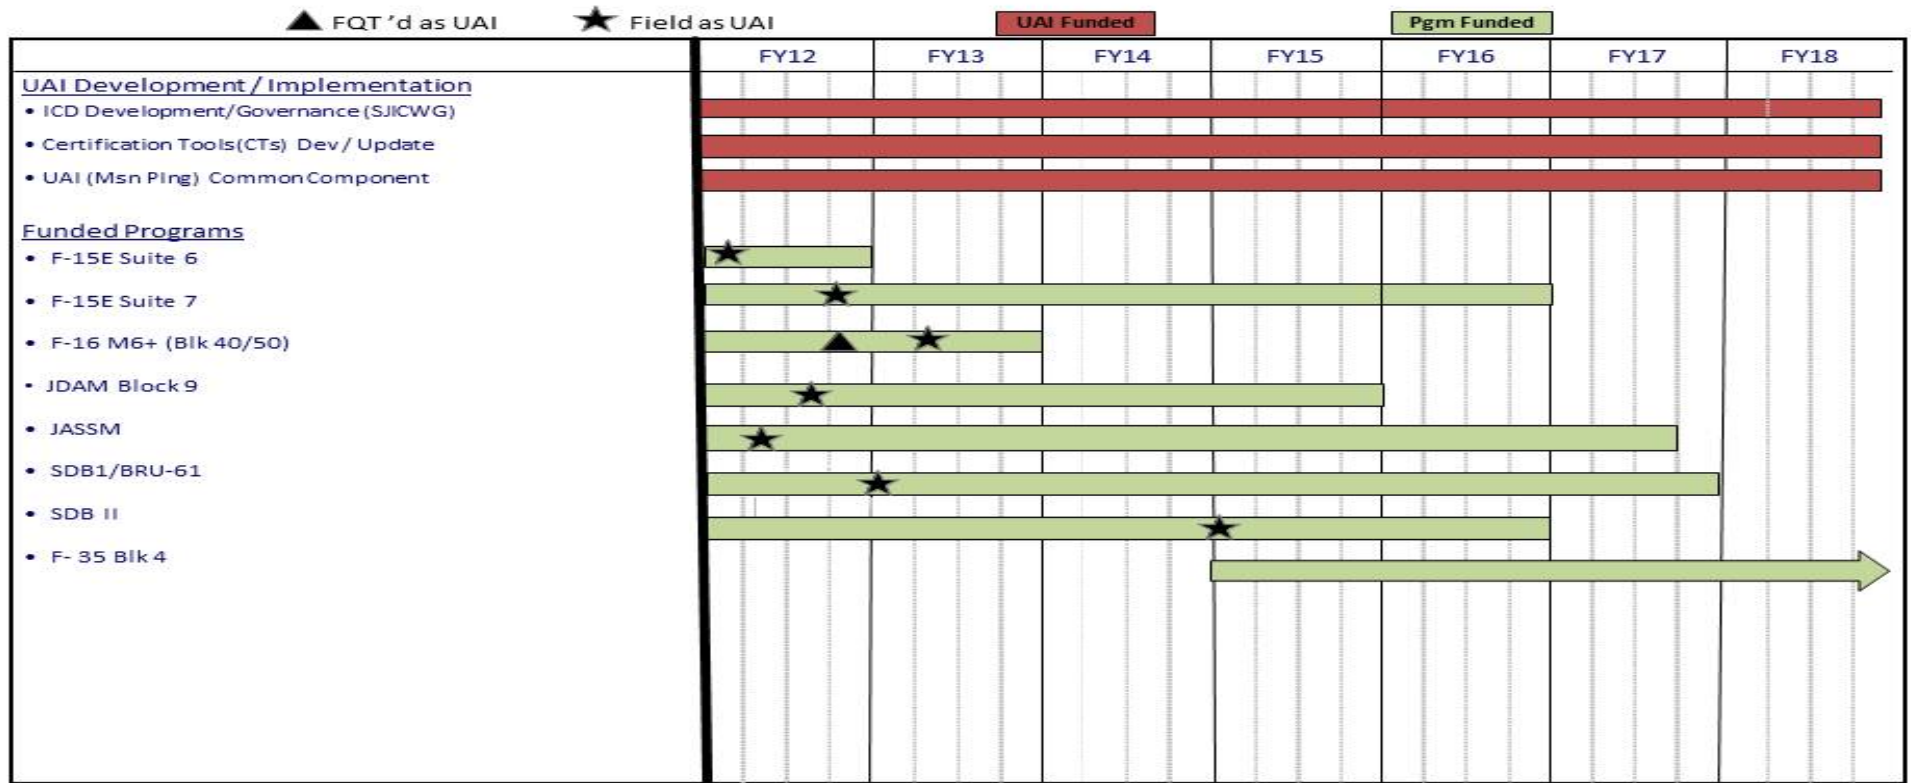 ▲ FQT 'd as UAI ★ Field as UAI UAI Funded Pgm Funded
FY12 FY13 FY14 FY15 FY16 FY17 FY18
UAI Development / Implementation
• ICD Development/Governance (SJICWG)
• Certification Tools(CTs) Dev / Update
• UAI (Msn Plng) Common Component
Funded Programs
• F-15E Suite 6
• F-15E Suite 7
• F-16 M6+ (Blk 40/50)
• JDAM Block 9
• JASSM
• SDB1/BRU-61
• SDB II
• F- 35 Blk 4